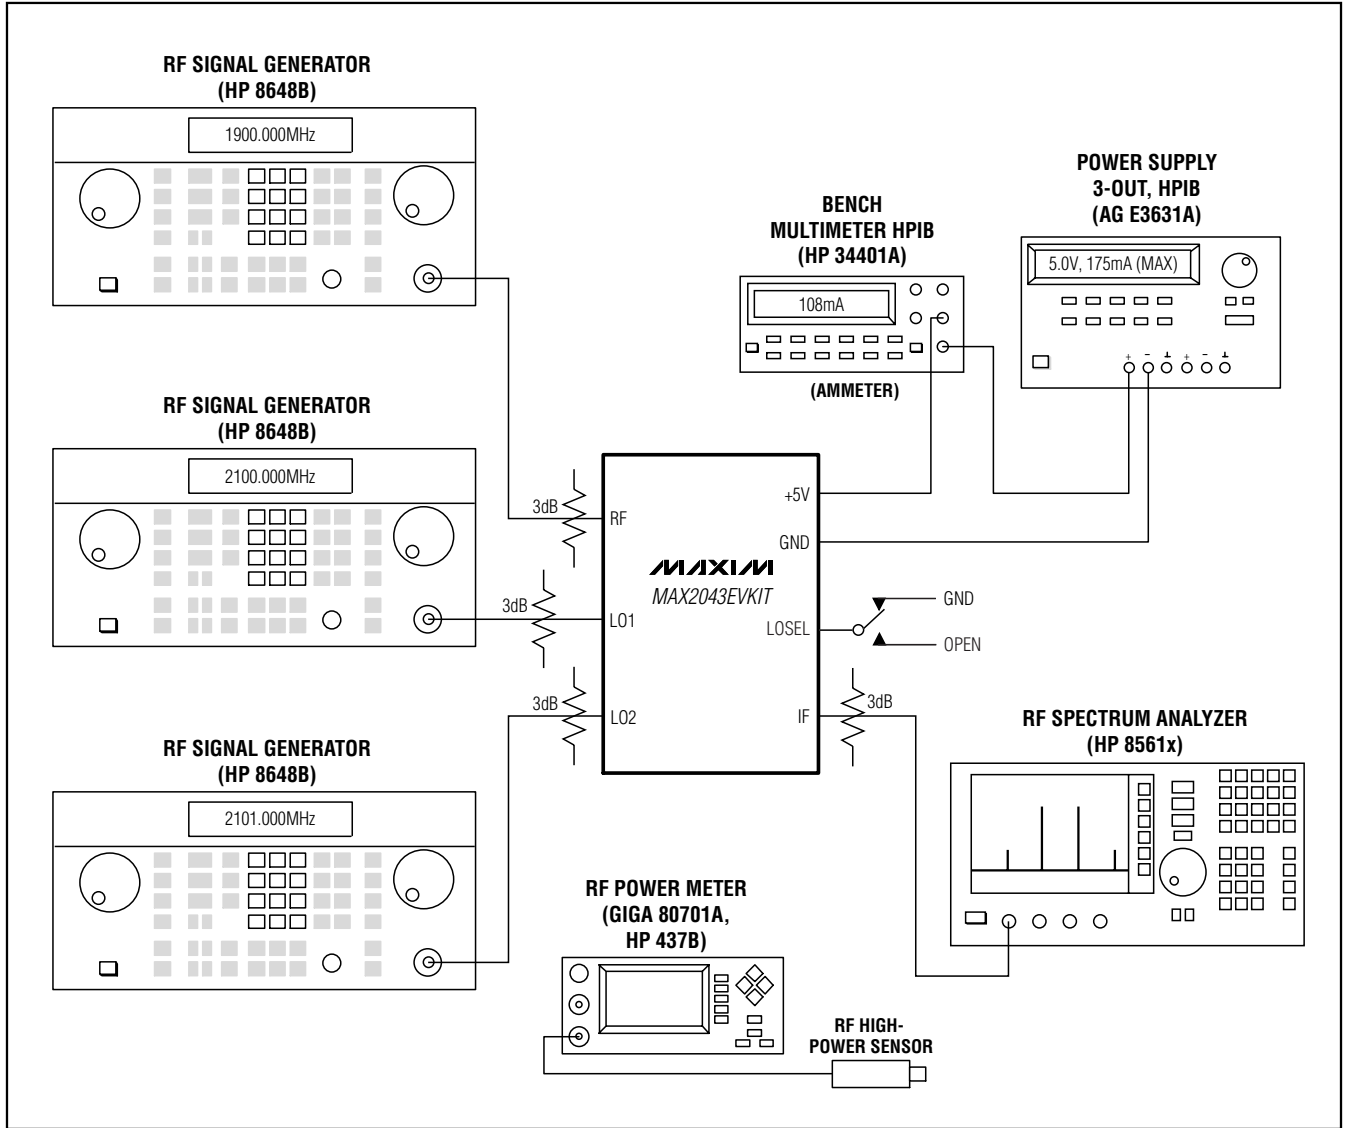 RF SIGNAL GENERATOR
(HP 8648B)
1900.000MHz
POWER SUPPLY
3-OUT, HPIB
(AG E3631A)
5.0V, 175mA (MAX)
+ - ⊥ + - ⊥
BENCH
MULTIMETER HPIB
(HP 34401A)
108mA
(AMMETER)
RF SIGNAL GENERATOR
(HP 8648B)
2100.000MHz
3dB
RF
+5V
GND
MAXIM
MAX2043EVKIT
3dB
LO1
LOSEL
GND
OPEN
3dB
LO2
IF
3dB
RF SIGNAL GENERATOR
(HP 8648B)
2101.000MHz
RF SPECTRUM ANALYZER
(HP 8561x)
RF POWER METER
(GIGA 80701A,
HP 437B)
RF HIGH-
POWER SENSOR